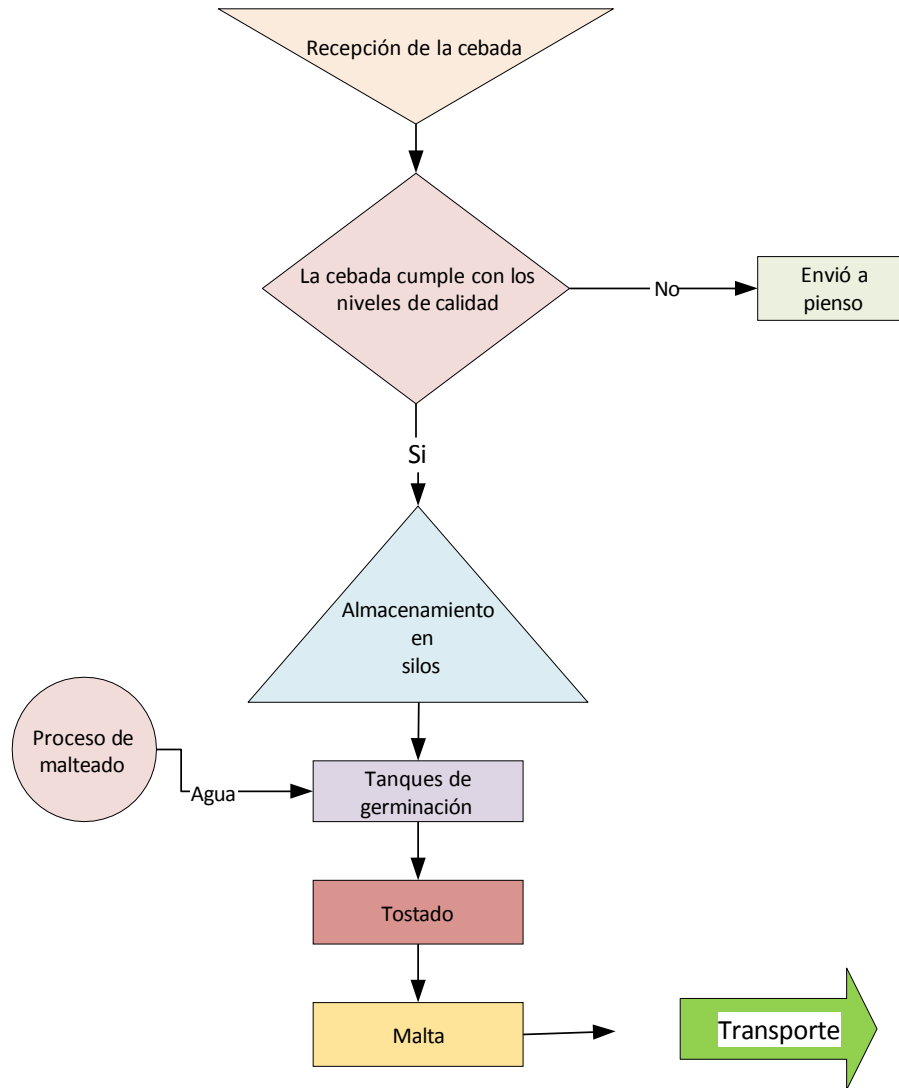 Recepción de la cebada
La cebada cumple con los
niveles de calidad
No
Envió a
pienso
Si
Almacenamiento
en
silos
Proceso de
malteado
Agua
Tanques de
germinación
Tostado
Malta
Transporte